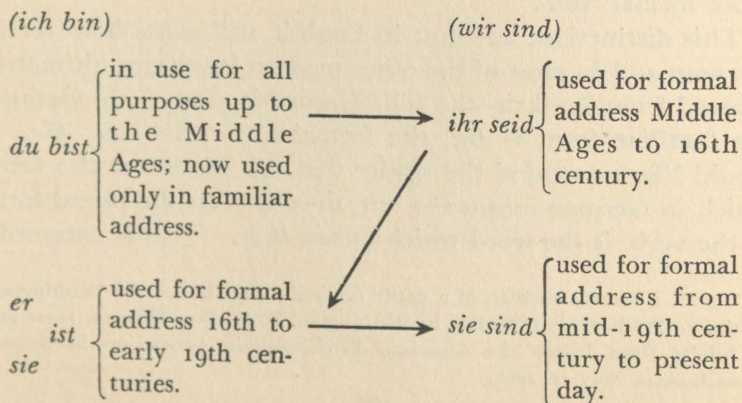 (ich bin)
(wir sind)
du bist
in use for all
purposes up to
the Middle
Ages; now used
only in familiar
address.
ihr seid
used for formal
address Middle
Ages to 16th
century.
er
ist
sie
used for formal
address 16th to
early 19th cen-
turies.
sie sind
used for formal
address from
mid-19th cen-
tury to present
day.